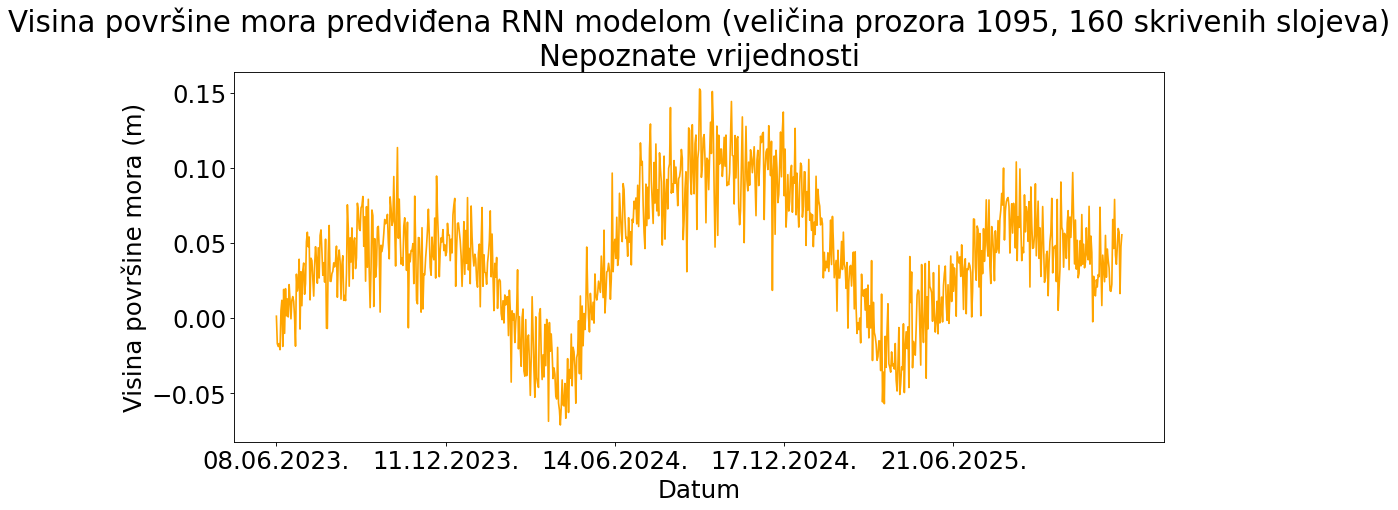 Visina površine mora predviđena RNN modelom (veličina prozora 1095, 160 skrivenih slojeva)
Nepoznate vrijednosti
Visina površine mora (m)
0.15
0.10
0.05
0.00
−0.05
08.06.2023. 11.12.2023. 14.06.2024. 17.12.2024. 21.06.2025.
Datum